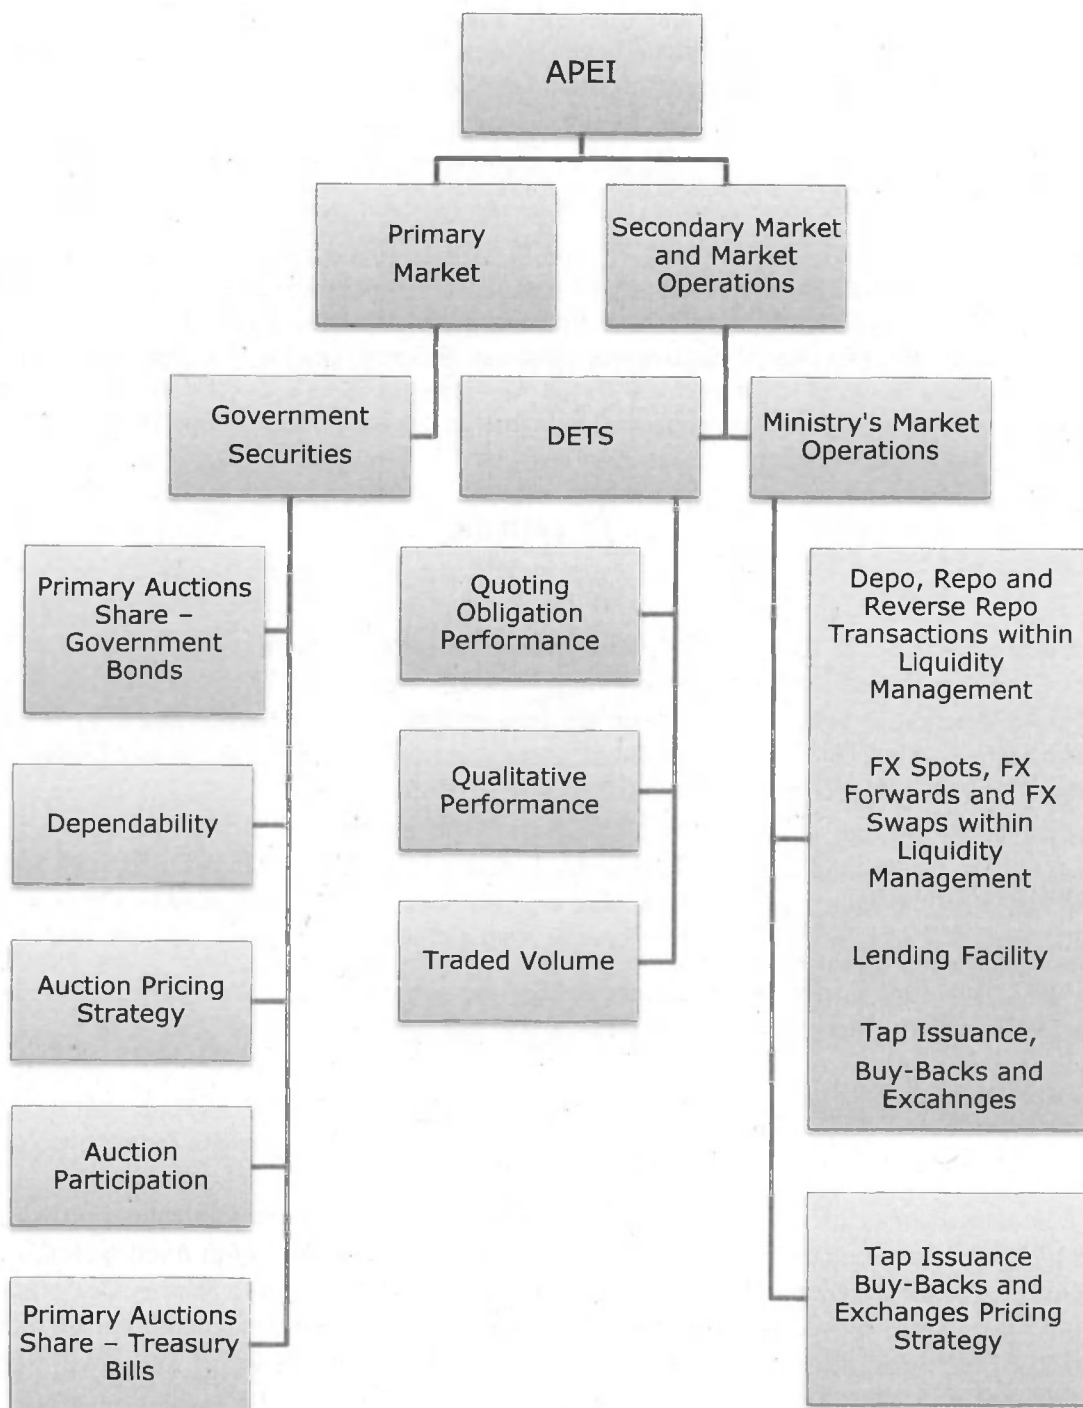 APEI
Primary
Market
Secondary Market
and Market
Operations
Government
Securities
DETS
Ministry's Market
Operations
Primary Auctions
Share –
Government
Bonds
Dependability
Auction Pricing
Strategy
Auction
Participation
Primary Auctions
Share – Treasury
Bills
Quoting
Obligation
Performance
Qualitative
Performance
Traded Volume
Depo, Repo and
Reverse Repo
Transactions within
Liquidity
Management
FX Spots, FX
Forwards and FX
Swaps within
Liquidity
Management
Lending Facility
Tap Issuance,
Buy-Backs and
Excahnges
Tap Issuance
Buy-Backs and
Exchanges Pricing
Strategy